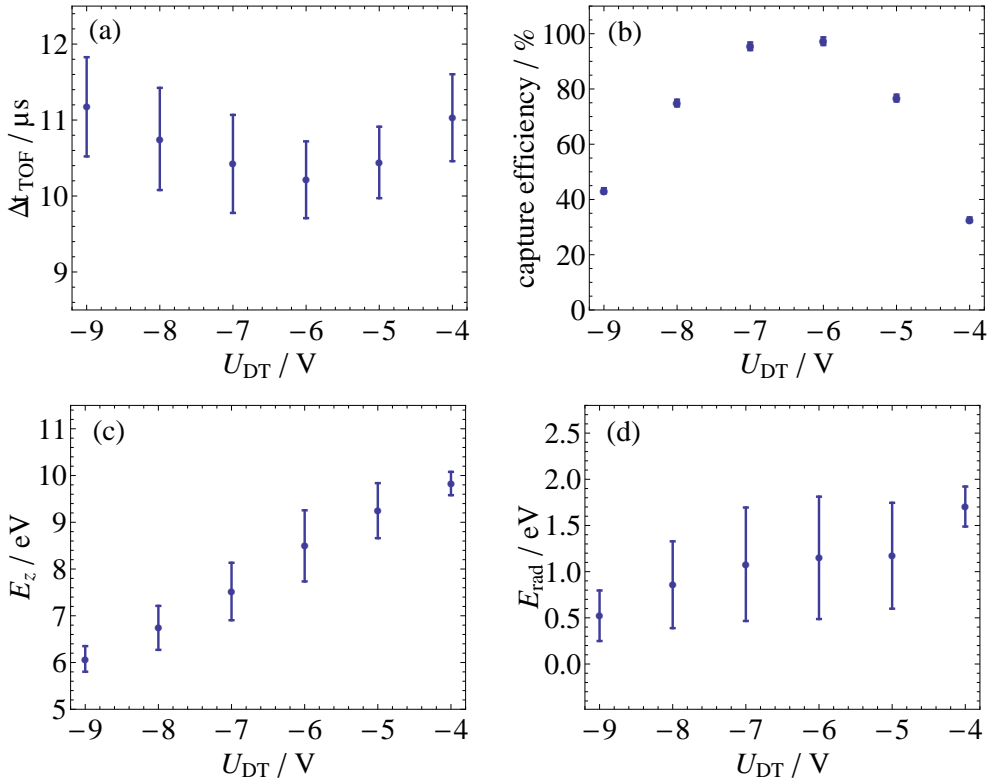 (a)
Δt_TOF / μs
12
11
10
9
−9 −8 −7 −6 −5 −4
U_DT / V
(b)
capture efficiency / %
100
80
60
40
20
0
−9 −8 −7 −6 −5 −4
U_DT / V
(c)
E_z / eV
11
10
9
8
7
6
5
−9 −8 −7 −6 −5 −4
U_DT / V
(d)
E_rad / eV
2.5
2.0
1.5
1.0
0.5
0.0
−9 −8 −7 −6 −5 −4
U_DT / V